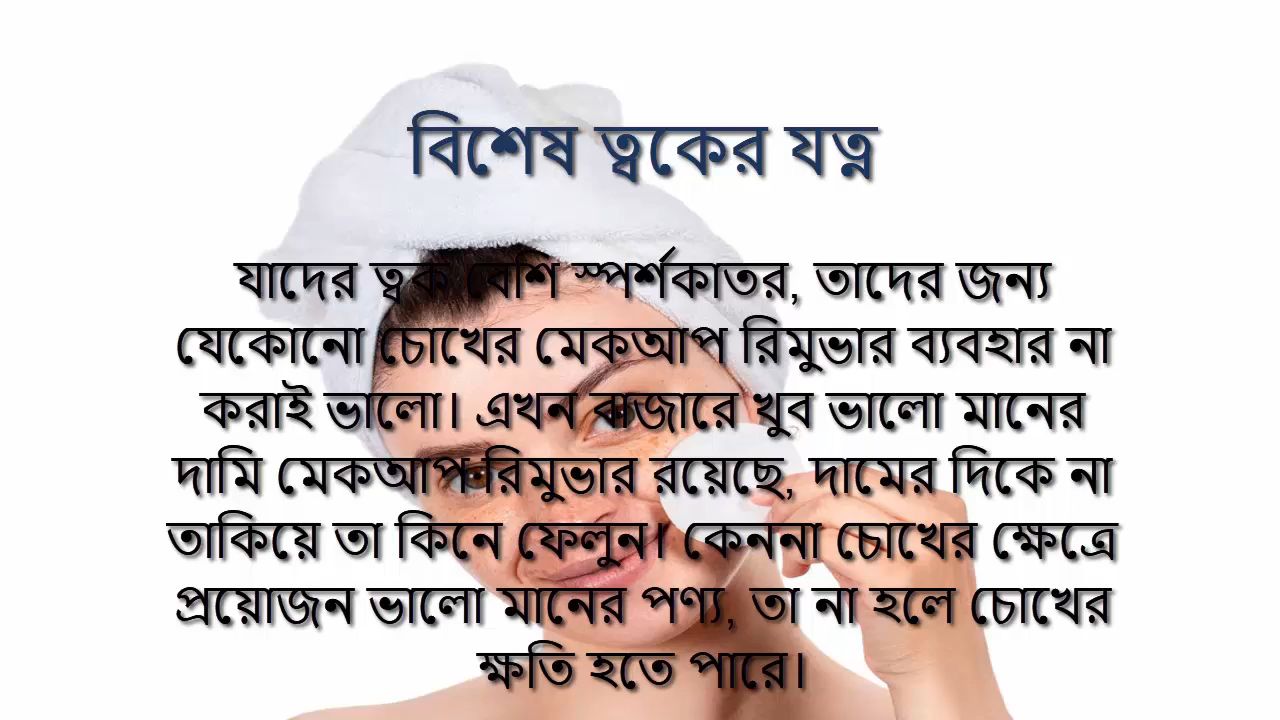 বিশেষ ত্বকের যত্ন
যাদের ত্বক বেশি স্পর্শকাতর, তাদের জন্য
যেকোনো চোখের মেকআপ রিমুভার ব্যবহার না
করাই ভালো। এখন বাজারে খুব ভালো মানের
দামি মেকআপ রিমুভার রয়েছে, দামের দিকে না
তাকিয়ে তা কিনে ফেলুন। কেননা চোখের ক্ষেত্রে
প্রয়োজন ভালো মানের পণ্য, তা না হলে চোখের
ক্ষতি হতে পারে।